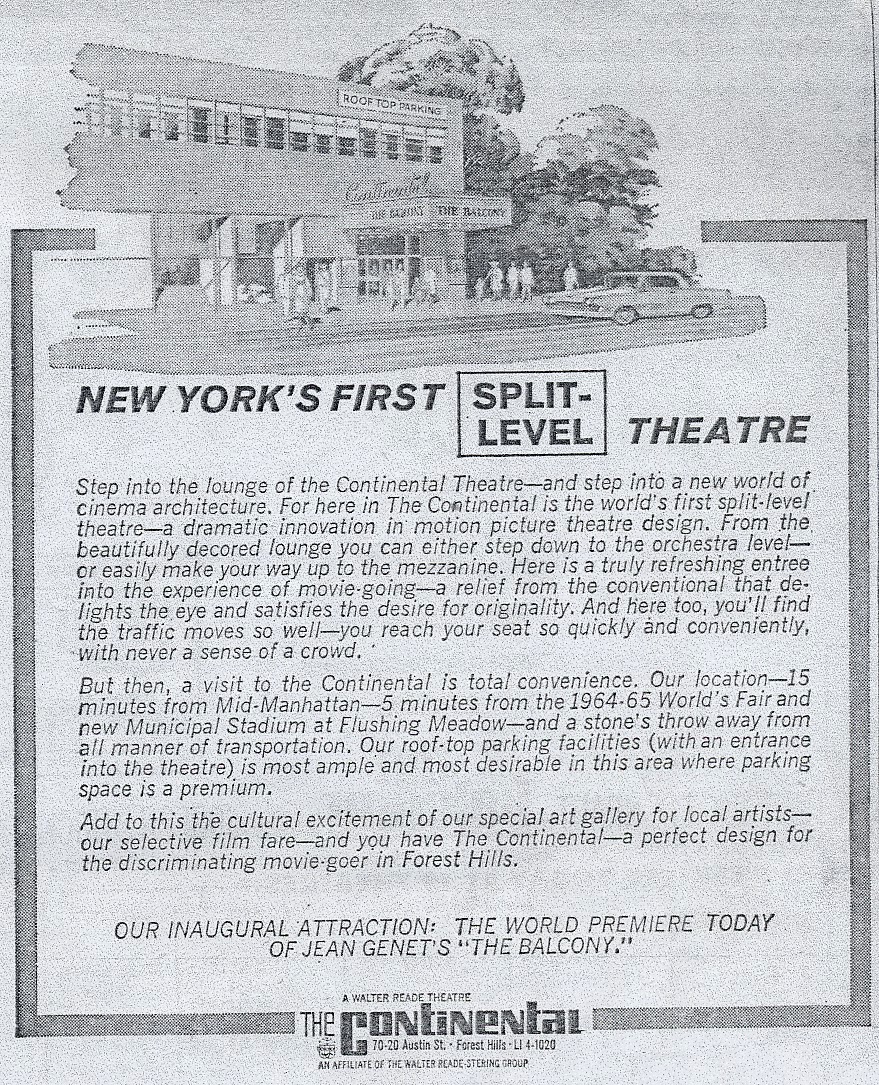 ROOF TOP PARKING
Continental
THE BALCONY THE BALCONY
NEW YORK'S FIRST SPLIT-
LEVEL THEATRE
Step into the lounge of the Continental Theatre—and step into a new world of
cinema architecture. For here in The Continental is the world's first split-level
theatre—a dramatic innovation in motion picture theatre design. From the
beautifully decored lounge you can either step down to the orchestra level—
or easily make your way up to the mezzanine. Here is a truly refreshing entree
into the experience of movie-going—a relief from the conventional that de-
lights the eye and satisfies the desire for originality. And here too, you'll find
the traffic moves so well—you reach your seat so quickly and conveniently,
with never a sense of a crowd.
But then, a visit to the Continental is total convenience. Our location—15
minutes from Mid-Manhattan—5 minutes from the 1964-65 World's Fair and
new Municipal Stadium at Flushing Meadow—and a stone's throw away from
all manner of transportation. Our roof-top parking facilities (with an entrance
into the theatre) is most ample and most desirable in this area where parking
space is a premium.
Add to this the cultural excitement of our special art gallery for local artists—
our selective film fare—and you have The Continental—a perfect design for
the discriminating movie-goer in Forest Hills.
OUR INAUGURAL ATTRACTION: THE WORLD PREMIERE TODAY
OF JEAN GENET'S "THE BALCONY."
A WALTER READE THEATRE
THE Continental
70-20 Austin St. · Forest Hills · LI 4-1020
AN AFFILIATE OF THE WALTER READE-STERING GROUP